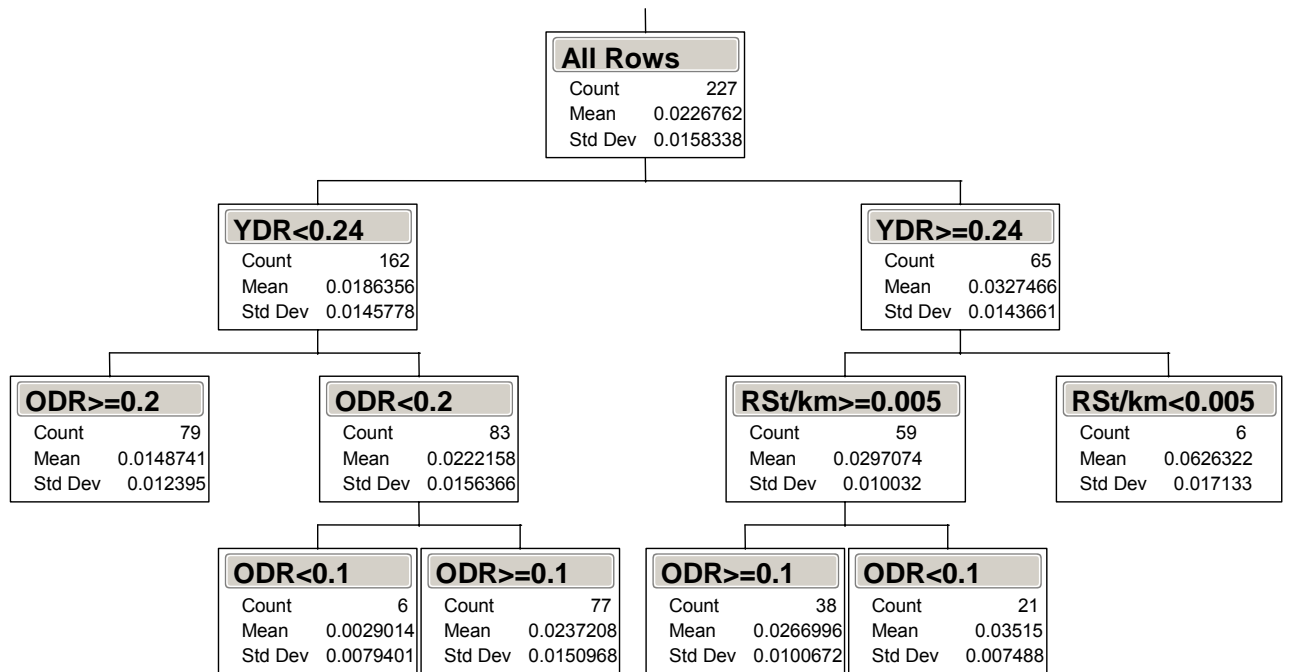 All Rows
Count 227
Mean 0.0226762
Std Dev 0.0158338
YDR<0.24
Count 162
Mean 0.0186356
Std Dev 0.0145778
YDR>=0.24
Count 65
Mean 0.0327466
Std Dev 0.0143661
ODR>=0.2
Count 79
Mean 0.0148741
Std Dev 0.012395
ODR<0.2
Count 83
Mean 0.0222158
Std Dev 0.0156366
RSt/km>=0.005
Count 59
Mean 0.0297074
Std Dev 0.010032
RSt/km<0.005
Count 6
Mean 0.0626322
Std Dev 0.017133
ODR<0.1
Count 6
Mean 0.0029014
Std Dev 0.0079401
ODR>=0.1
Count 77
Mean 0.0237208
Std Dev 0.0150968
ODR>=0.1
Count 38
Mean 0.0266996
Std Dev 0.0100672
ODR<0.1
Count 21
Mean 0.03515
Std Dev 0.007488